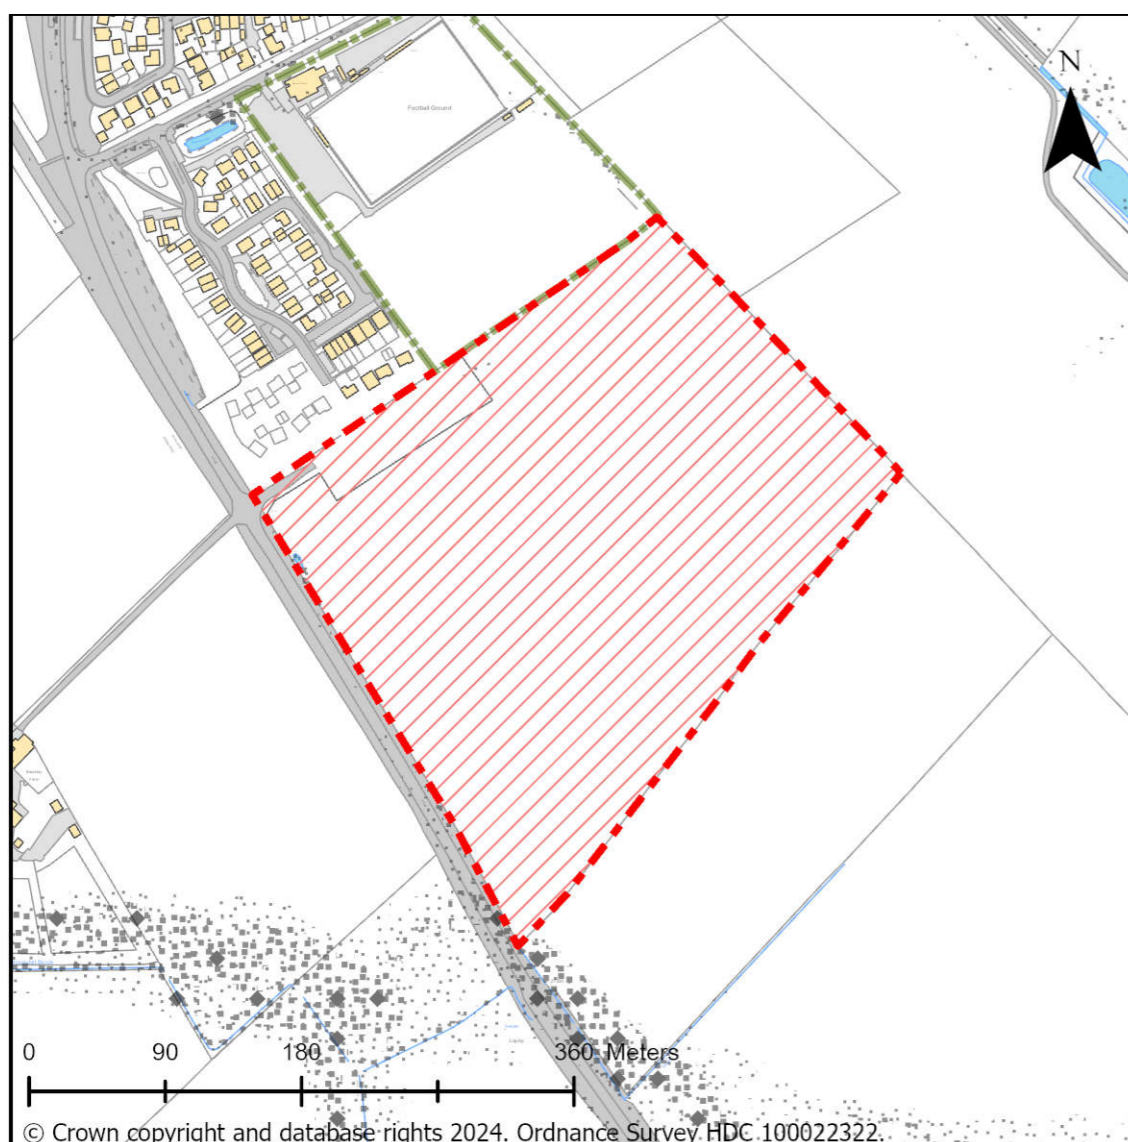 N
Football Ground
0 90 180 360 Meters
© Crown copyright and database rights 2024. Ordnance Survey HDC 100022322.